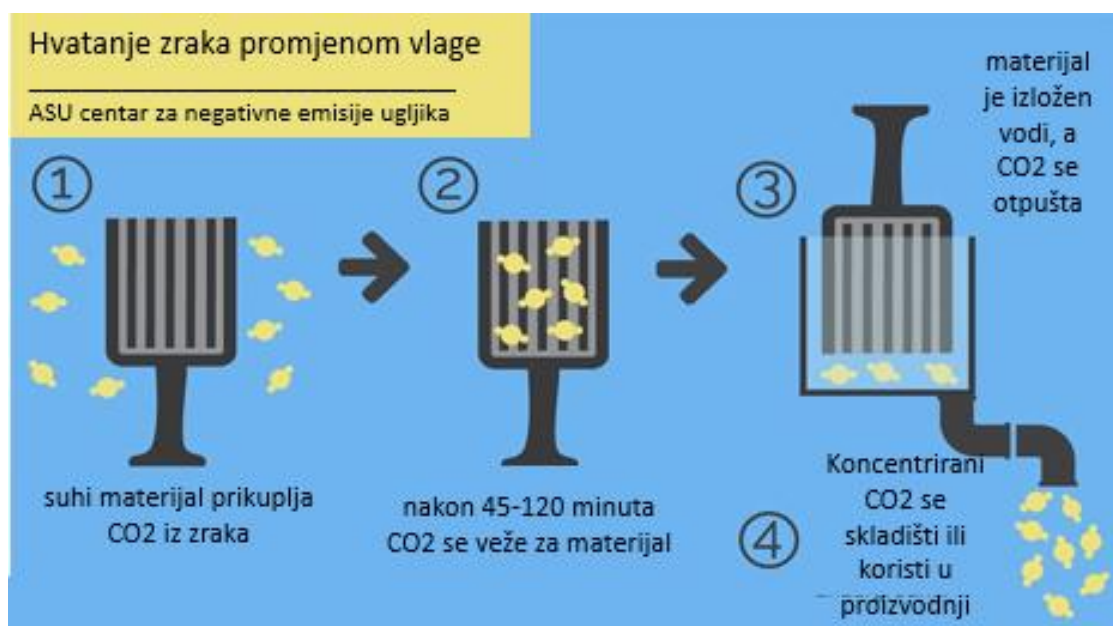 Hvatanje zraka promjenom vlage
ASU centar za negativne emisije ugljika
1
suhi materijal prikuplja
CO2 iz zraka
2
nakon 45-120 minuta
CO2 se veže za materijal
3
materijal
je izložen
vodi, a
CO2 se
otpušta
4
Koncentrirani
CO2 se
skladišti ili
koristi u
proizvodnji